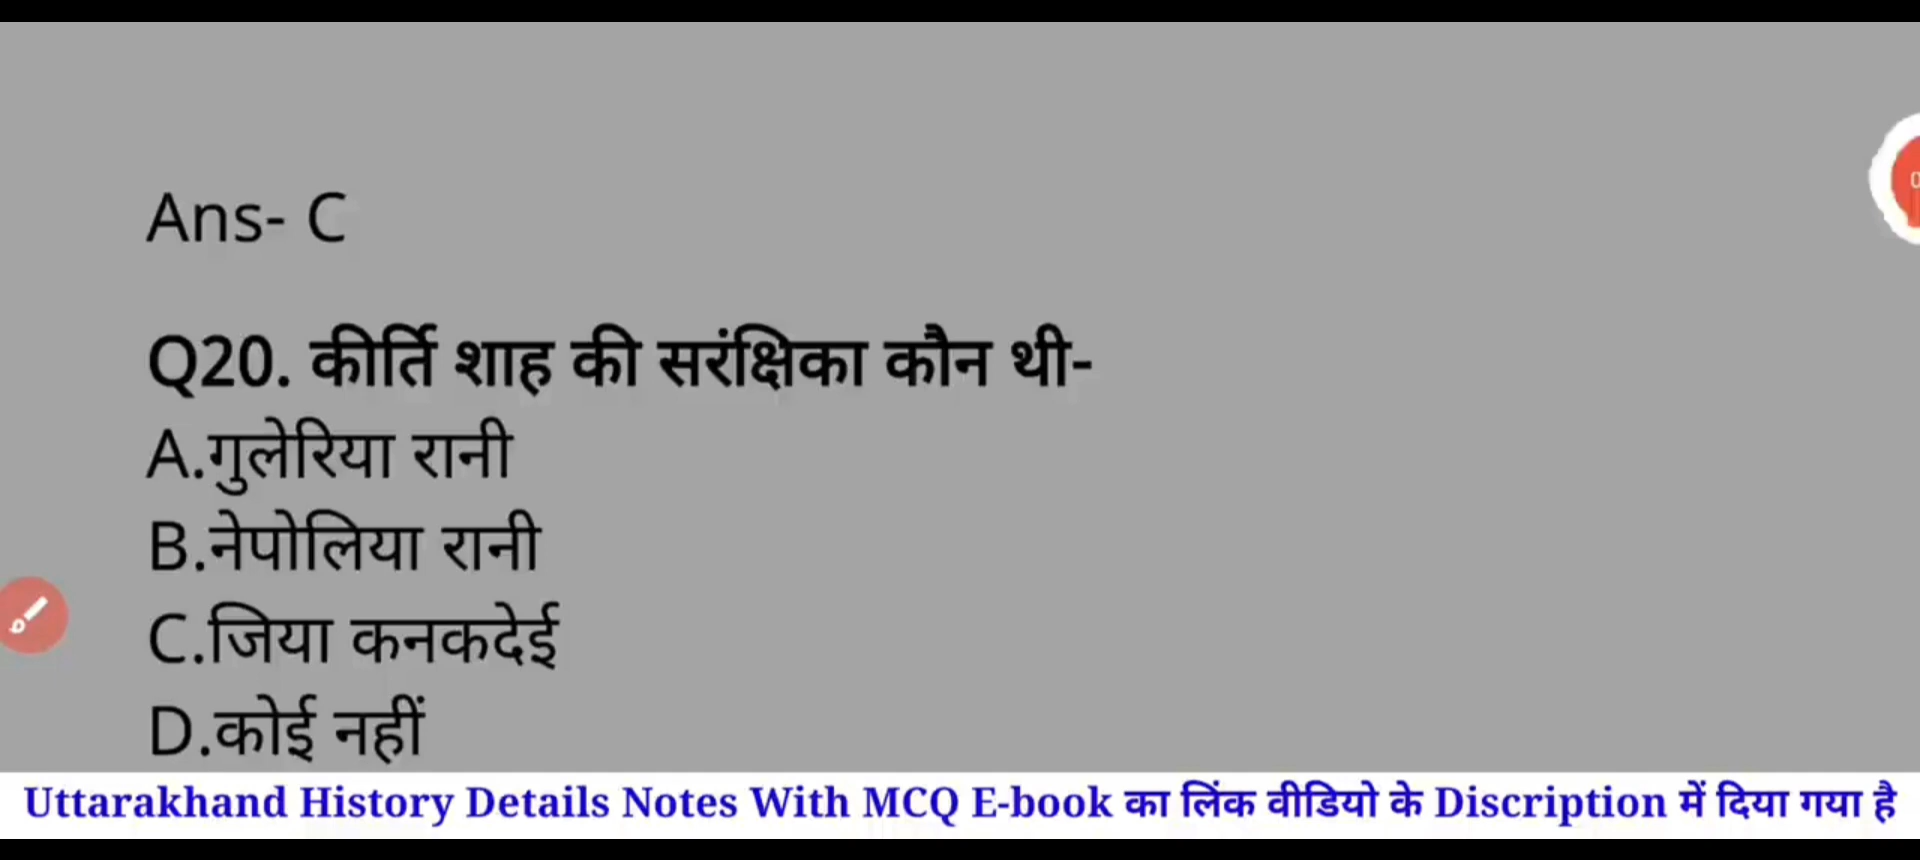 Ans- C
Q20. कीर्ति शाह की सरंक्षिका कौन थी-
A.गुलेरिया रानी
B.नेपोलिया रानी
C.जिया कनकदेई
D.कोई नहीं
Uttarakhand History Details Notes With MCQ E-book का लिंक वीडियो के Discription में दिया गया है